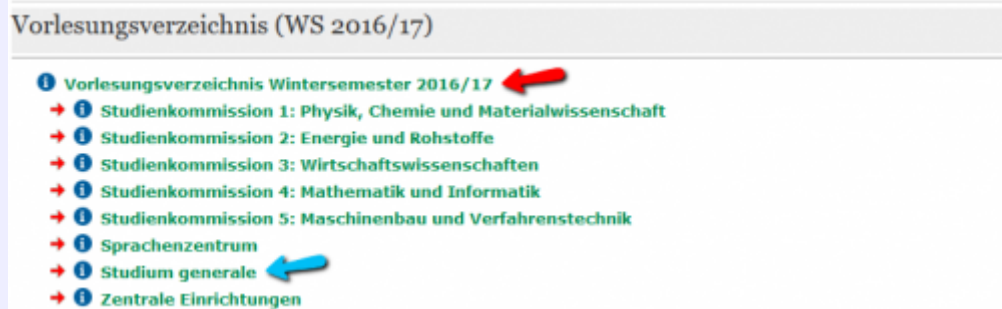 Vorlesungsverzeichnis (WS 2016/17)
Vorlesungsverzeichnis Wintersemester 2016/17
Studienkommission 1: Physik, Chemie und Materialwissenschaft
Studienkommission 2: Energie und Rohstoffe
Studienkommission 3: Wirtschaftswissenschaften
Studienkommission 4: Mathematik und Informatik
Studienkommission 5: Maschinenbau und Verfahrenstechnik
Sprachenzentrum
Studium generale
Zentrale Einrichtungen